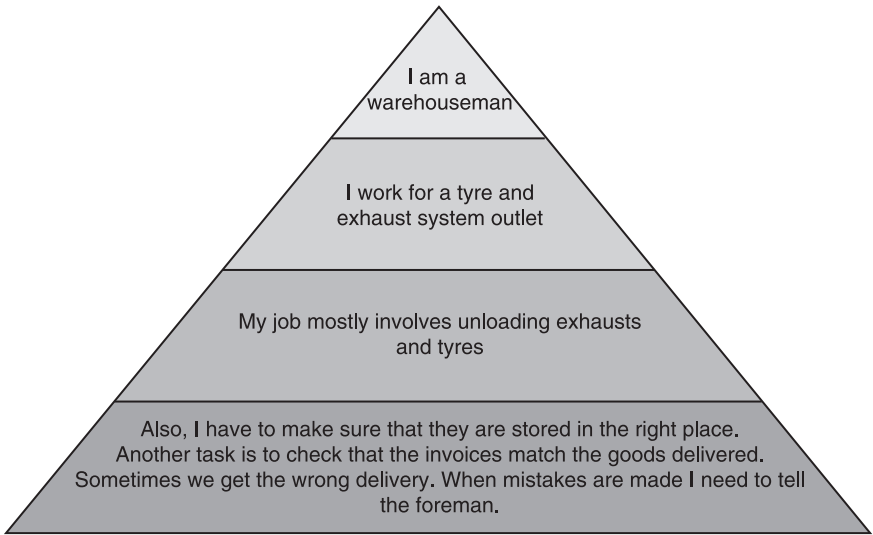 I am a
warehouseman
I work for a tyre and
exhaust system outlet
My job mostly involves unloading exhausts
and tyres
Also, I have to make sure that they are stored in the right place.
Another task is to check that the invoices match the goods delivered.
Sometimes we get the wrong delivery. When mistakes are made I need to tell
the foreman.